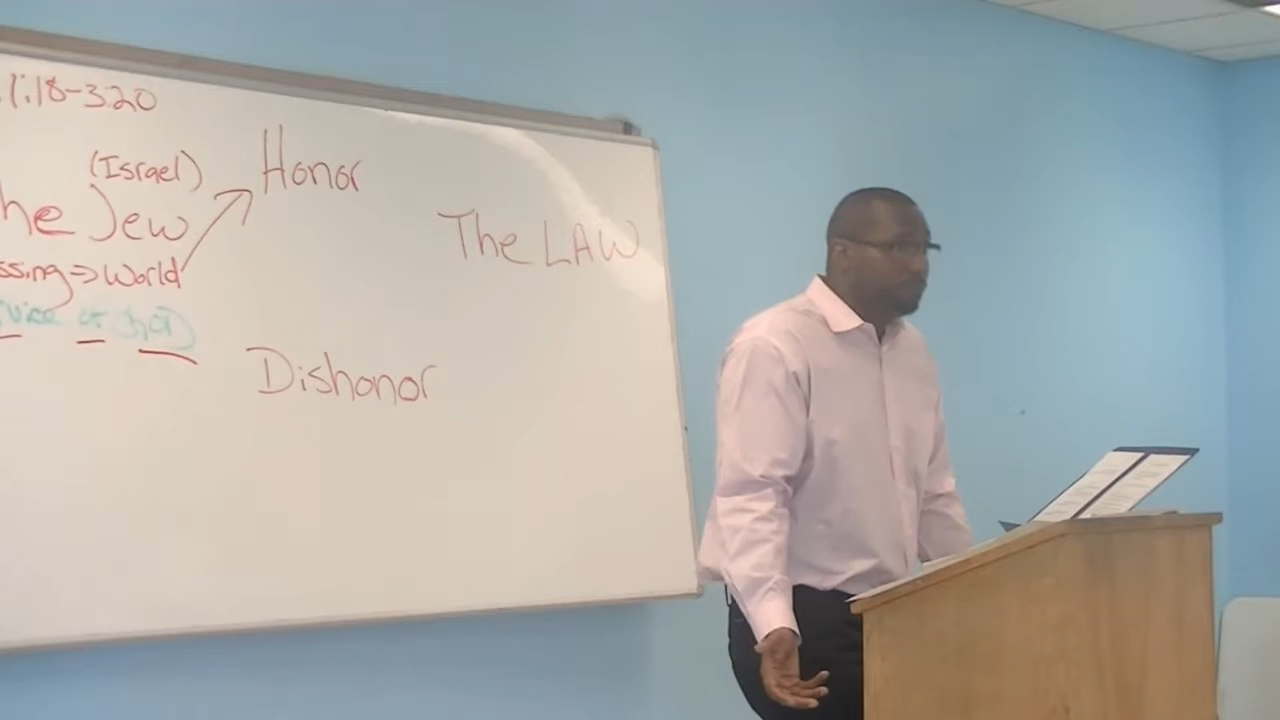 1:18-3:20
(Israel)
Honor
he Jew
The LAW
ssing→World
Dishonor